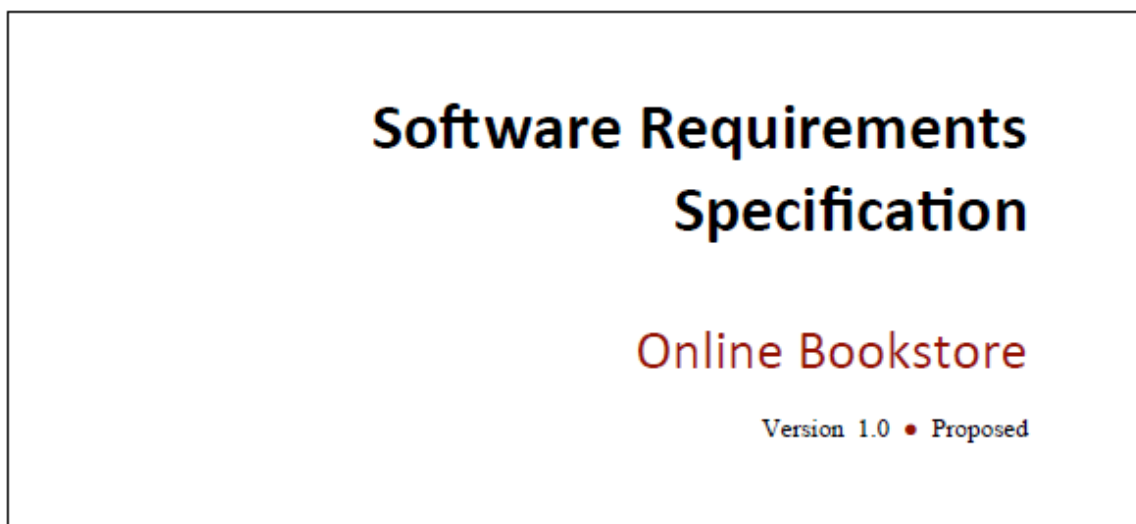 Software Requirements
Specification
Online Bookstore
Version 1.0 • Proposed